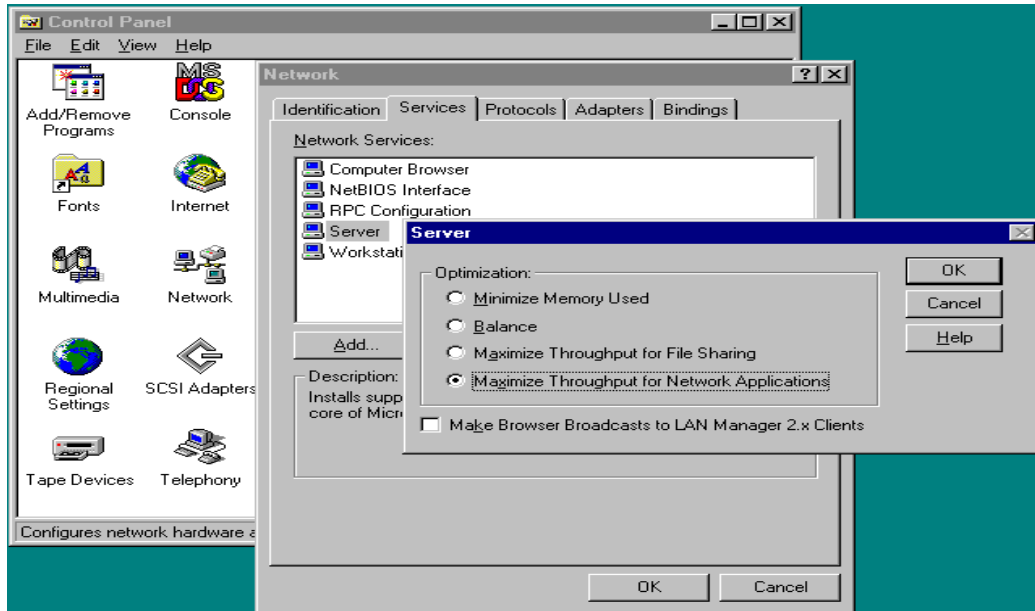 Control Panel
File Edit View Help
Add/Remove Programs
MS DOS
Console
Fonts
Internet
Multimedia
Network
Regional Settings
SCSI Adapters
Tape Devices
Telephony
Configures network hardware a
Network
Identification Services Protocols Adapters Bindings
Network Services:
Computer Browser
NetBIOS Interface
RPC Configuration
Server
Workstati
Add...
Description:
Installs supp
core of Micr
OK Cancel
Server
Optimization:
Minimize Memory Used
Balance
Maximize Throughput for File Sharing
Maximize Throughput for Network Applications
Make Browser Broadcasts to LAN Manager 2.x Clients
OK
Cancel
Help